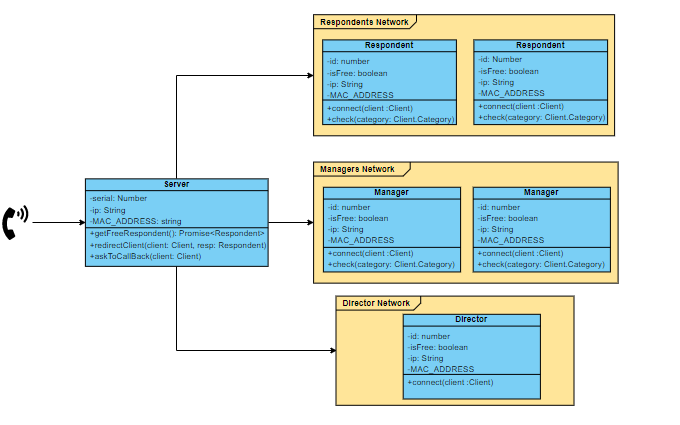 Respondents Network
Respondent
-id: number
-isFree: boolean
-ip: String
-MAC_ADDRESS
+connect(client :Client)
+check(category: Client.Category)
Respondent
-id: Number
-isFree: boolean
-ip: String
-MAC_ADDRESS
+connect(client :Client)
+check(category: Client.Category)
Server
-serial: Number
-ip: String
-MAC_ADDRESS: string
+getFreeRespondent(): Promise<Respondent>
+redirectClient(client: Client, resp: Respondent)
+askToCallBack(client: Client)
Managers Network
Manager
-id: number
-isFree: boolean
-ip: String
-MAC_ADDRESS
+connect(client :Client)
+check(category: Client.Category)
Manager
-id: number
-isFree: boolean
-ip: String
-MAC_ADDRESS
+connect(client :Client)
+check(category: Client.Category)
Director Network
Director
-id: number
-isFree: boolean
-ip: String
-MAC_ADDRESS
+connect(client :Client)